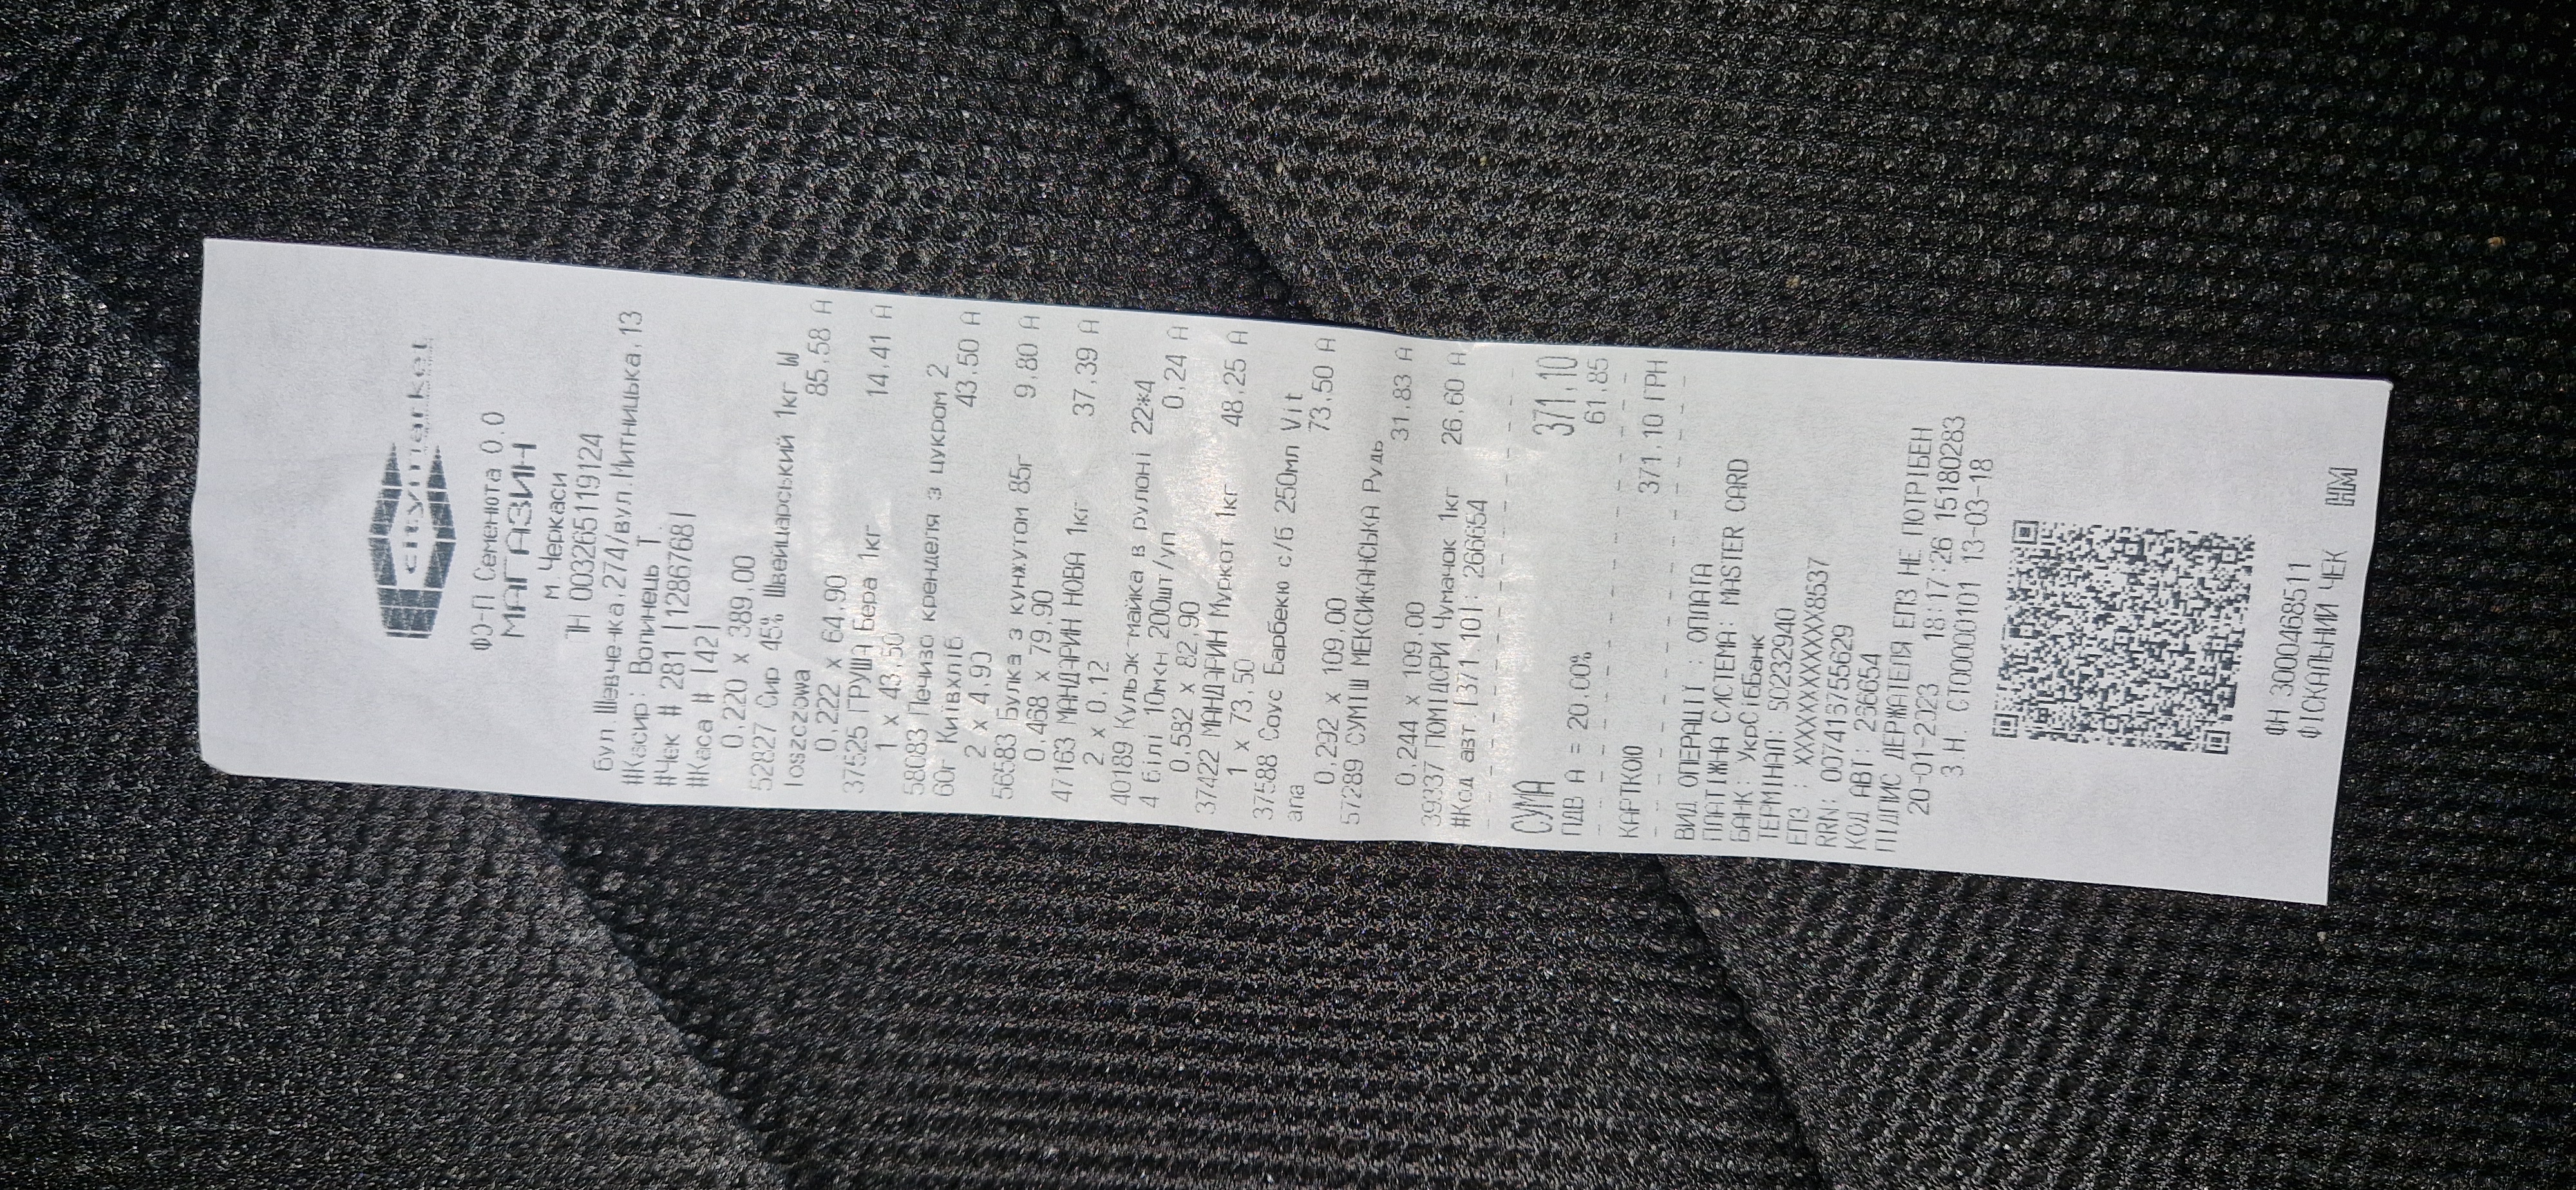 citymarket
ФО-П Семенюта О.О
МАГАЗИН
м.Черкаси
ІН 003265119124
бул.Шевченка,274/вул.Митницька,13
#Касир: Волинець Т
#Чек # 281 |1286768|
#Каса # |42|
0,220 x 389,00
52827 Сир 45% Швейцарський 1кг W
loszczowa 85,58 А
0,222 x 64,90
37525 ГРУША Бера 1кг 14,41 А
1 x 43,50
58083 Печиво кренделя з цукром 2
60г Київхліб 43,50 А
2 x 4,90
56583 Булка з кунжутом 85г 9,80 А
0,468 x 79,90
47163 МАНДАРИН НОВА 1кг 37,39 А
2 x 0,12
40189 Кульок-майка в рулоні 22ж4
4 білі 10мкн 200шт/уп 0,24 А
0,582 x 82,90
37422 МАНДАРИН Муркот 1кг 48,25 А
1 x 73,50
37588 Соус Барбекю с/б 250мл Vit
ana 73,50 А
0,292 x 109,00
57289 СУМІШ МЕКСИКАНСЬКА Рудь
31,83 А
0,244 x 109,00
39337 ПОМІДОРИ Чумачок 1кг 26,60 А
#Код авт.[371,10]: 266654
СУМА 371,10
ПДВ А = 20.00% 61,85
КАРТКОЮ 371,10 ГРН
ВИД ОПЕРАЦІЇ : ОПЛАТА
ПЛАТІЖНА СИСТЕМА: MASTER CARD
БАНК: УкрСіббанк
ТЕРМІНАЛ: S0232940
ЕПЗ : XXXXXXXXXXXX8537
RRN: 007413755629
КОД АВТ: 266654
ПІДПИС ДЕРЖАТЕЛЯ ЕПЗ НЕ ПОТРІБЕН
20-01-2023 18:17:26 15180283
З.Н. СТ00000101 13-03-18
ФН 3000468511
ФІСКАЛЬНИЙ ЧЕК